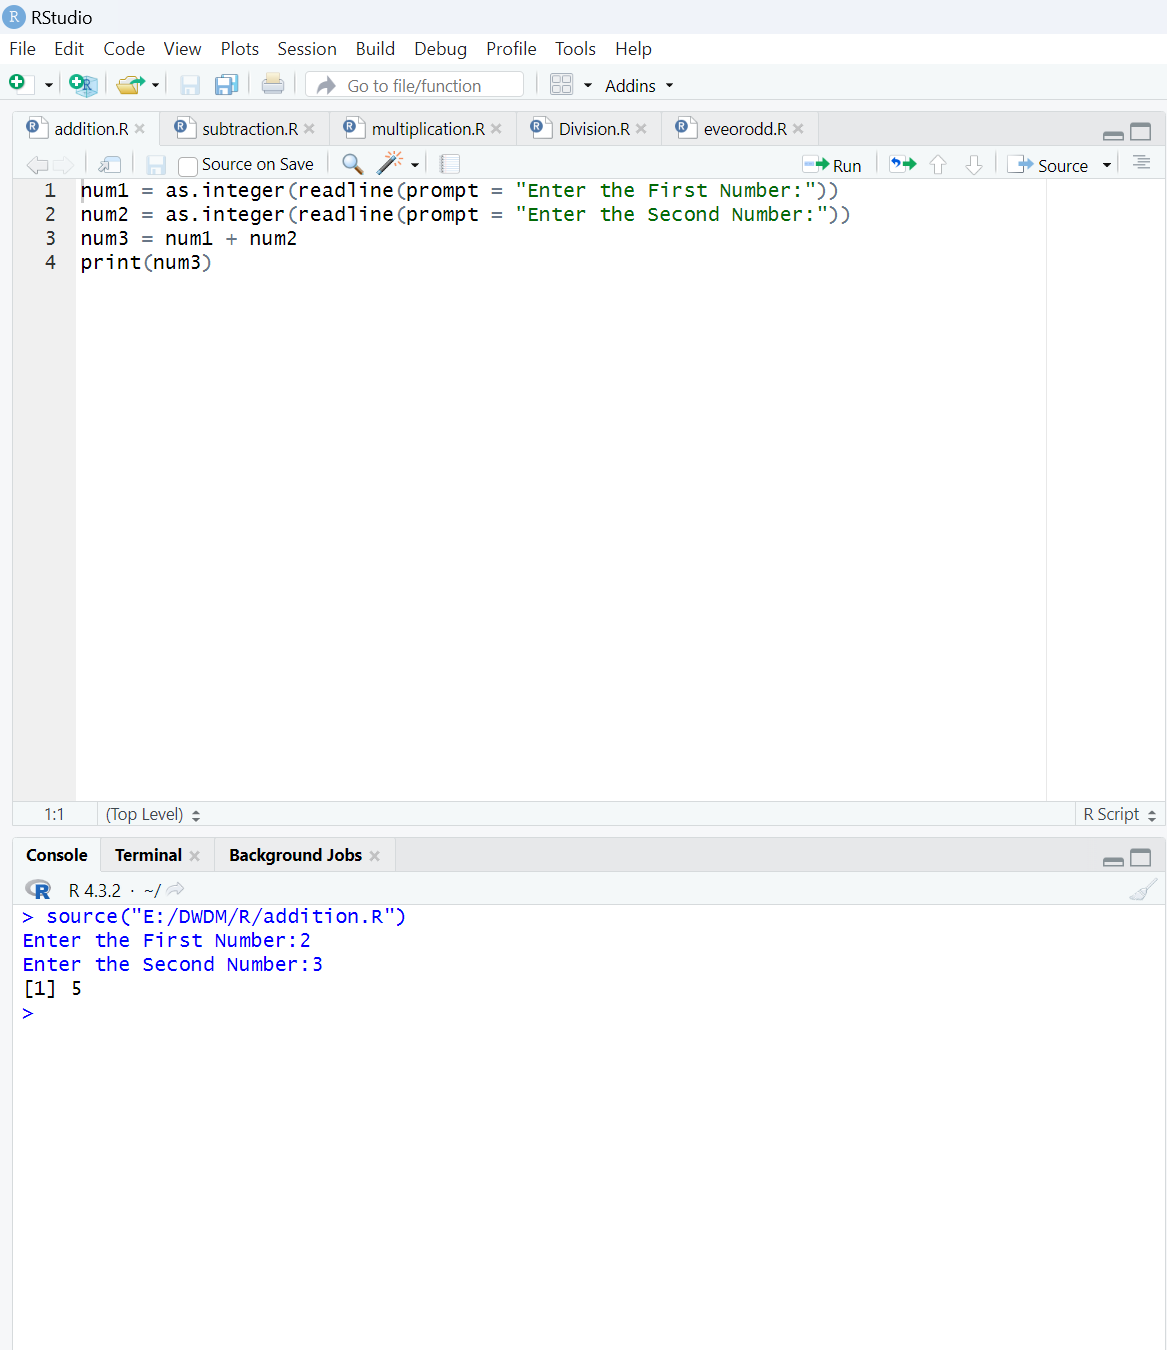 RStudio
File Edit Code View Plots Session Build Debug Profile Tools Help
Go to file/function Addins
addition.R subtraction.R multiplication.R Division.R eveorodd.R
Source on Save Run Source
1 num1 = as.integer(readline(prompt = "Enter the First Number:"))
2 num2 = as.integer(readline(prompt = "Enter the Second Number:"))
3 num3 = num1 + num2
4 print(num3)
1:1 (Top Level) R Script
Console Terminal Background Jobs
R 4.3.2 · ~/
> source("E:/DWDM/R/addition.R")
Enter the First Number:2
Enter the Second Number:3
[1] 5
>